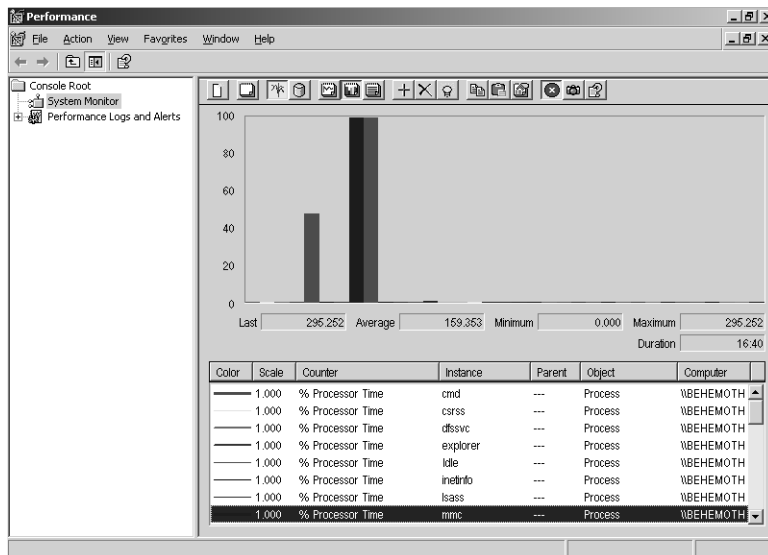 Performance
File Action View Favorites Window Help
Console Root
System Monitor
Performance Logs and Alerts
100
80
60
40
20
0
Last 295.252 Average 159.353 Minimum 0.000 Maximum 295.252
Duration 16:40
Color Scale Counter Instance Parent Object Computer
1.000 % Processor Time cmd --- Process \\BEHEMOTH
1.000 % Processor Time csrss --- Process \\BEHEMOTH
1.000 % Processor Time dfssvc --- Process \\BEHEMOTH
1.000 % Processor Time explorer --- Process \\BEHEMOTH
1.000 % Processor Time Idle --- Process \\BEHEMOTH
1.000 % Processor Time inetinfo --- Process \\BEHEMOTH
1.000 % Processor Time lsass --- Process \\BEHEMOTH
1.000 % Processor Time mmc --- Process \\BEHEMOTH